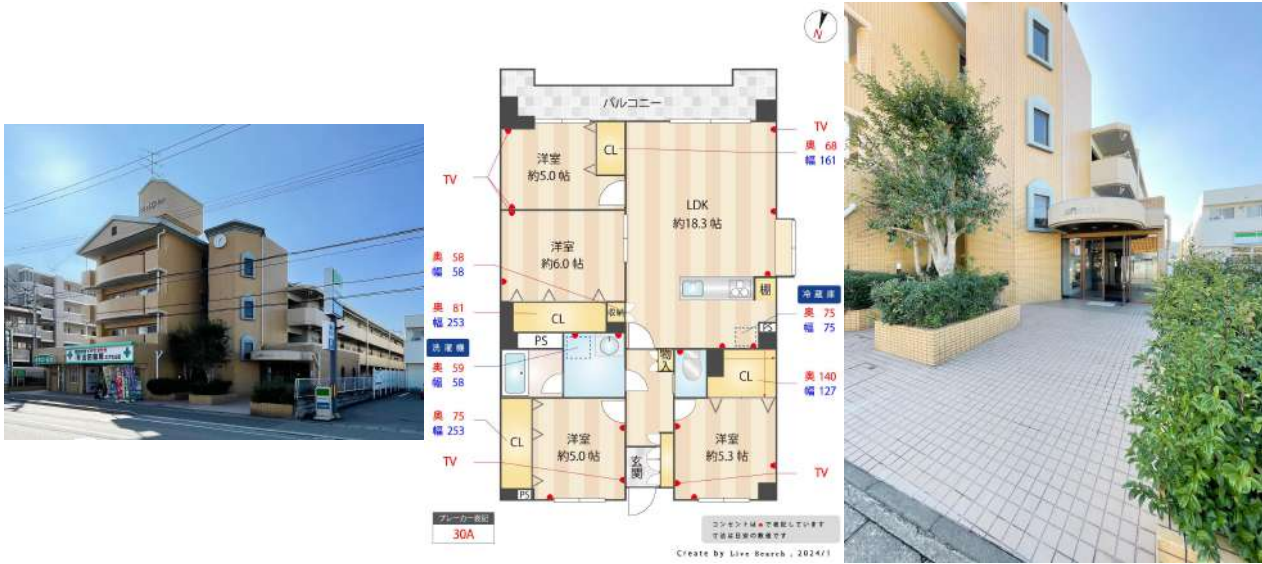 N
バルコニー
TV
奥 68
幅 161
洋室
約5.0 帖
CL
TV
LDK
約18.3 帖
洋室
約6.0 帖
奥 58
幅 58
棚
冷蔵庫
奥 81
幅 253
CL
収納
奥 75
幅 75
PS
PS
洗濯機
物入
奥 59
幅 58
CL
奥 140
幅 127
奥 75
幅 253
CL
洋室
約5.0 帖
洋室
約5.3 帖
TV
玄関
TV
PS
ブレーカー表記
30A
コンセントは●で表記しています
寸法は目安の数値です
Create by Live Search , 2024/1